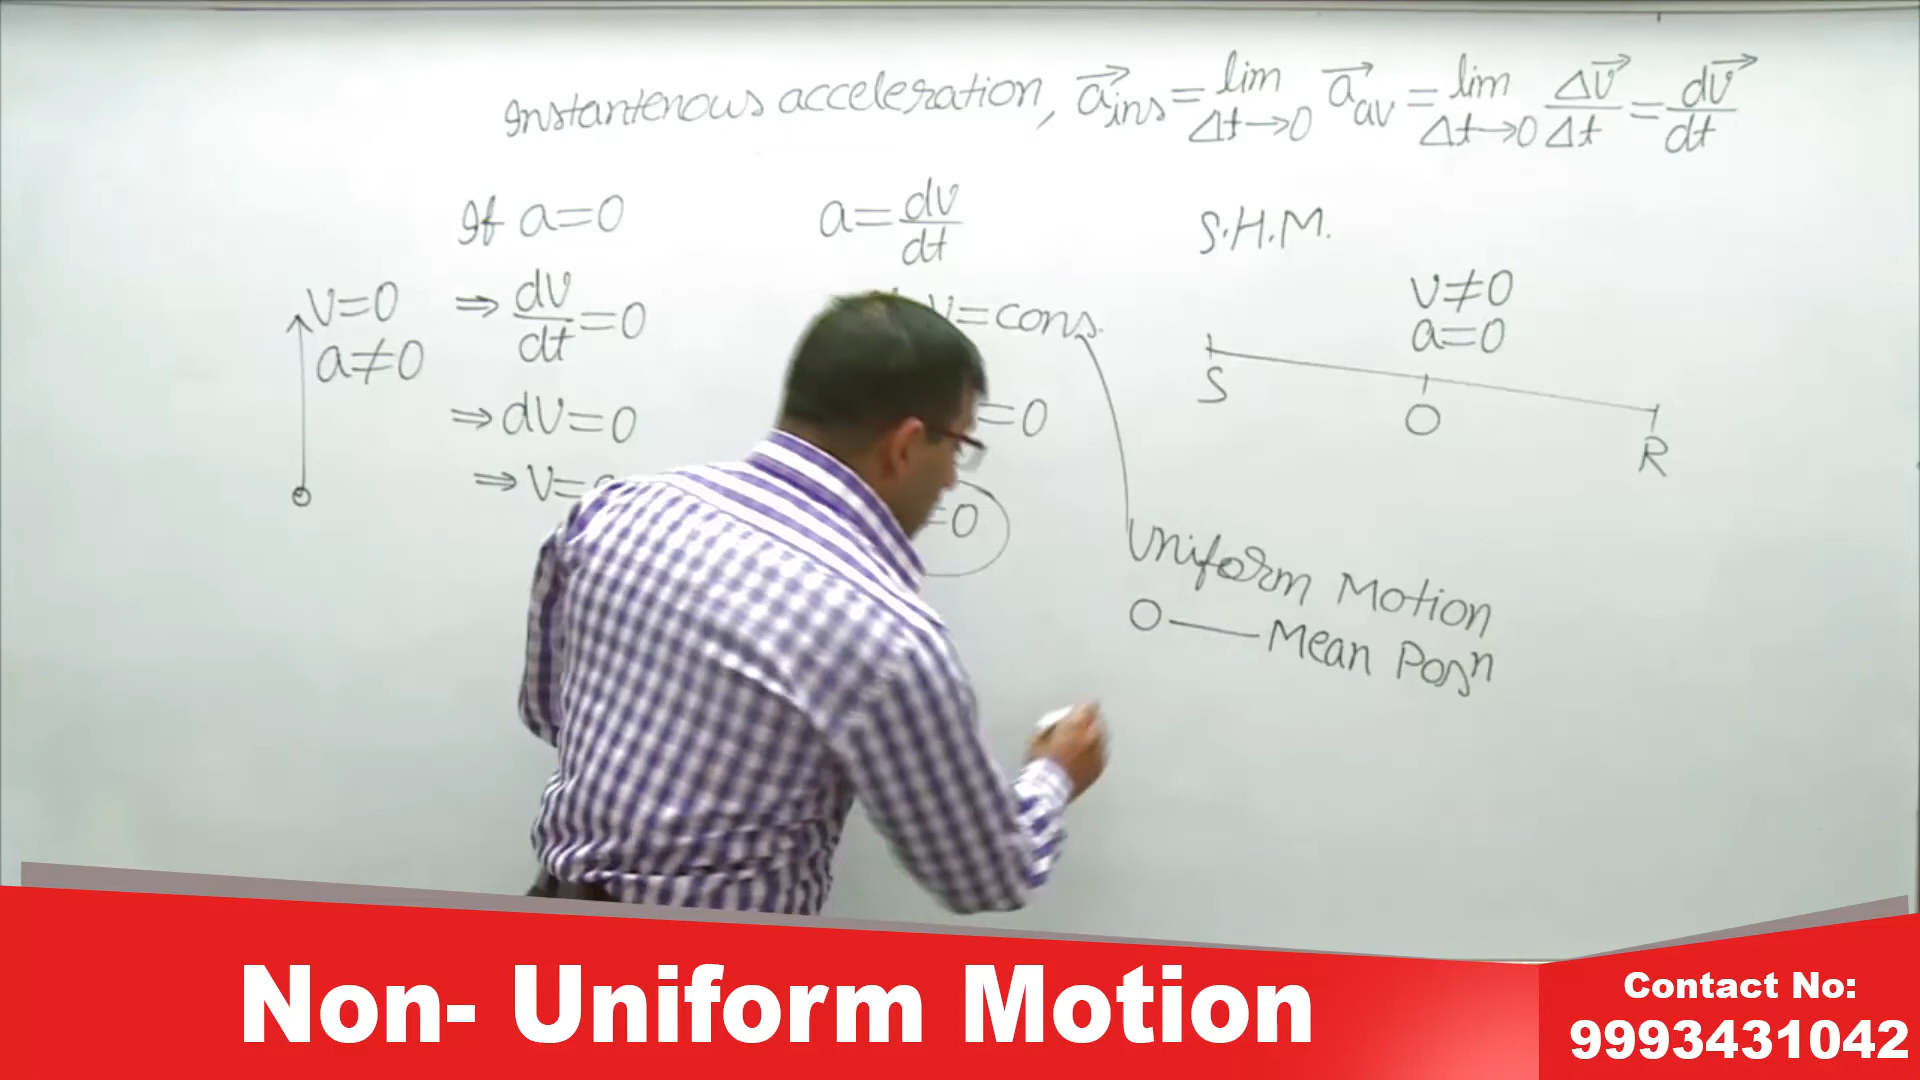 Instantenous acceleration, a⃗ins = lim Δt→0 a⃗av = lim Δt→0 Δv⃗/Δt = dv⃗/dt
If a=0
⇒ dv/dt =0
⇒ dv=0
⇒ v=
v=0
a≠0
a= dv/dt
v=cons.
=0
=0
S.H.M.
v≠0
a=0
S
O
R
Uniform Motion
O — Mean Posn
Non- Uniform Motion
Contact No:
9993431042